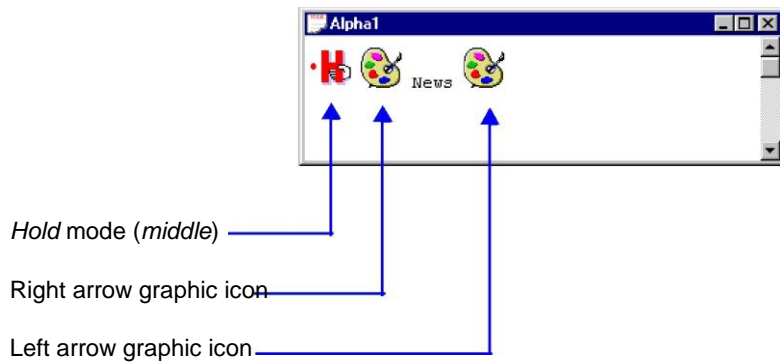 Alpha1
H News
Hold mode (middle)
Right arrow graphic icon
Left arrow graphic icon